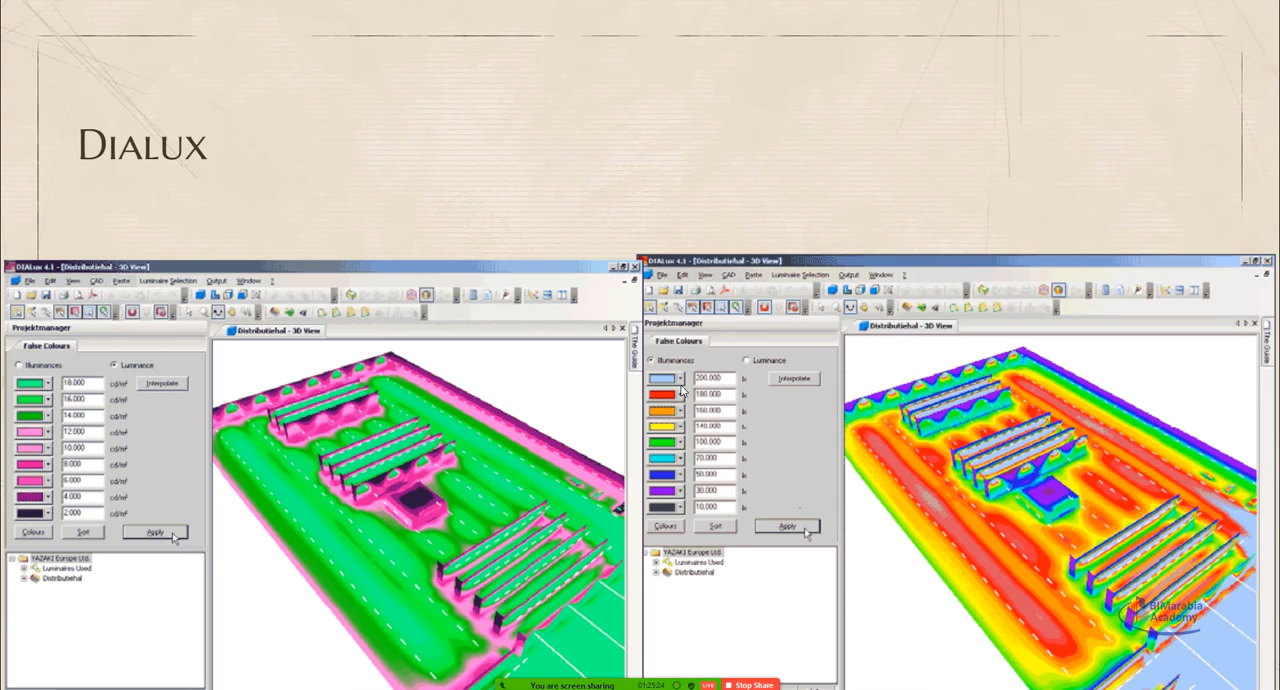 Dialux
DIALux 4.1 - [Distributiehal - 3D View]
File Edit View CAD Paste Luminaire Selection Output Window ?
Projektmanager
Distributiehal - 3D View
The Guide
False Colours
Illuminances Luminance
18.000 cd/m² Interpolate
16.000 cd/m²
14.000 cd/m²
12.000 cd/m²
10.000 cd/m²
8.000 cd/m²
6.000 cd/m²
4.000 cd/m²
2.000 cd/m²
Colours Sort Apply
YAZAKI Europe Ltd.
Luminaires Used
Distributiehal
DIALux 4.1 - [Distributiehal - 3D View]
File Edit View CAD Paste Luminaire Selection Output Window ?
Projektmanager
Distributiehal - 3D View
The Guide
False Colours
Illuminances Luminance
200.000 lx Interpolate
180.000 lx
160.000 lx
140.000 lx
100.000 lx
70.000 lx
50.000 lx
30.000 lx
10.000 lx
Colours Sort Apply
YAZAKI Europe Ltd.
Luminaires Used
Distributiehal
BIMarabia
Academy
You are screen sharing 01:25:24 LIVE Stop Share